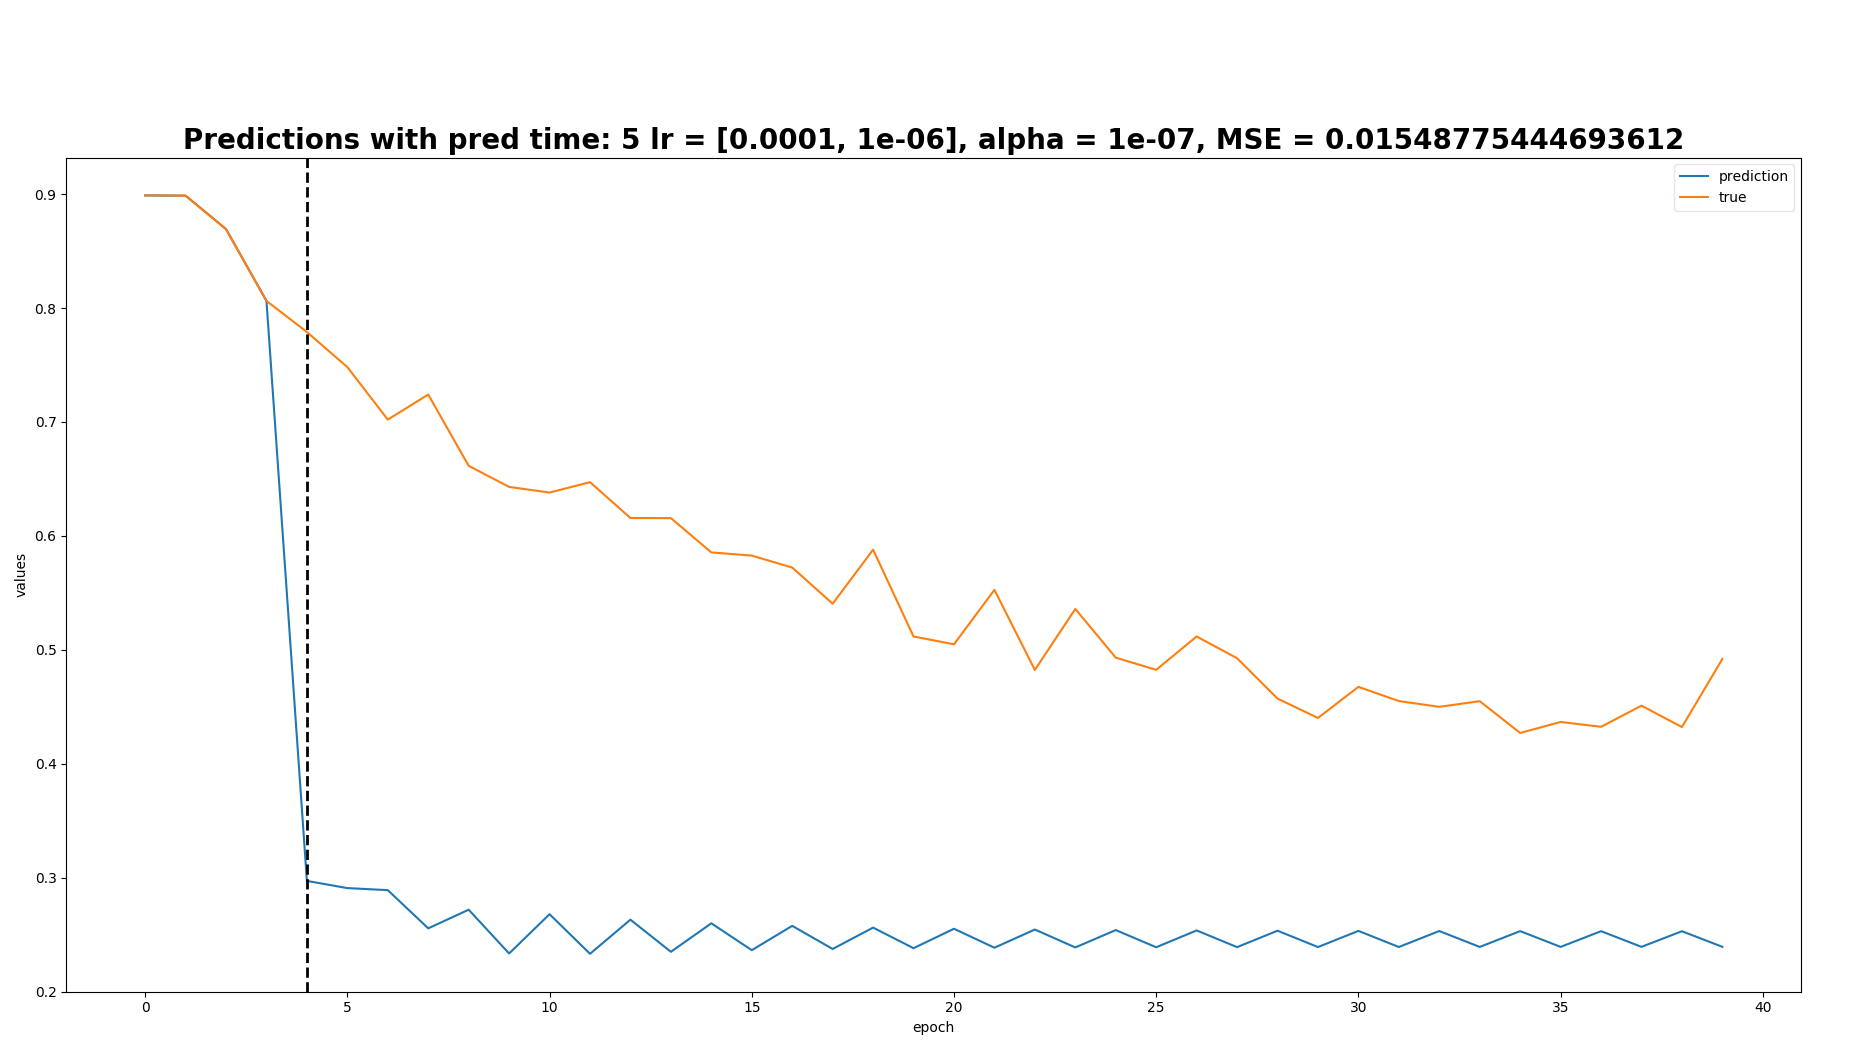 Predictions with pred time: 5 lr = [0.0001, 1e-06], alpha = 1e-07, MSE = 0.01548775444693612
prediction
true
0.9
0.8
0.7
0.6
0.5
0.4
0.3
0.2
values
0 5 10 15 20 25 30 35 40
epoch